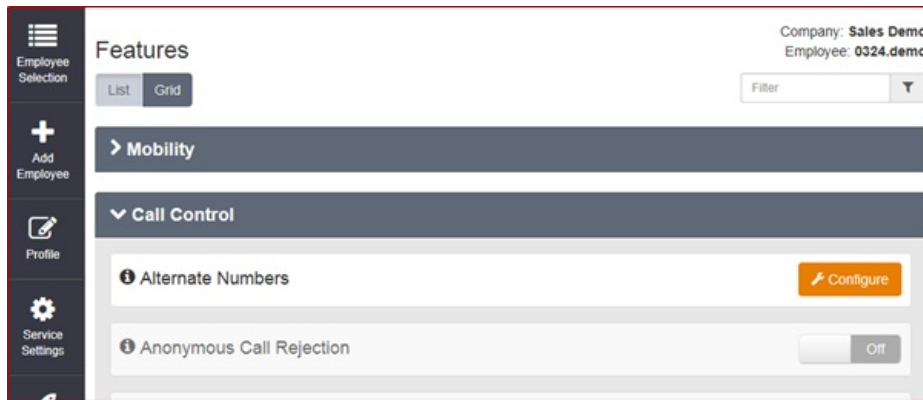 Employee
Selection
Add
Employee
Profile
Service
Settings
Features
Company: Sales Demo
Employee: 0324.demo
List Grid
Filter
Mobility
Call Control
Alternate Numbers
Configure
Anonymous Call Rejection
Off